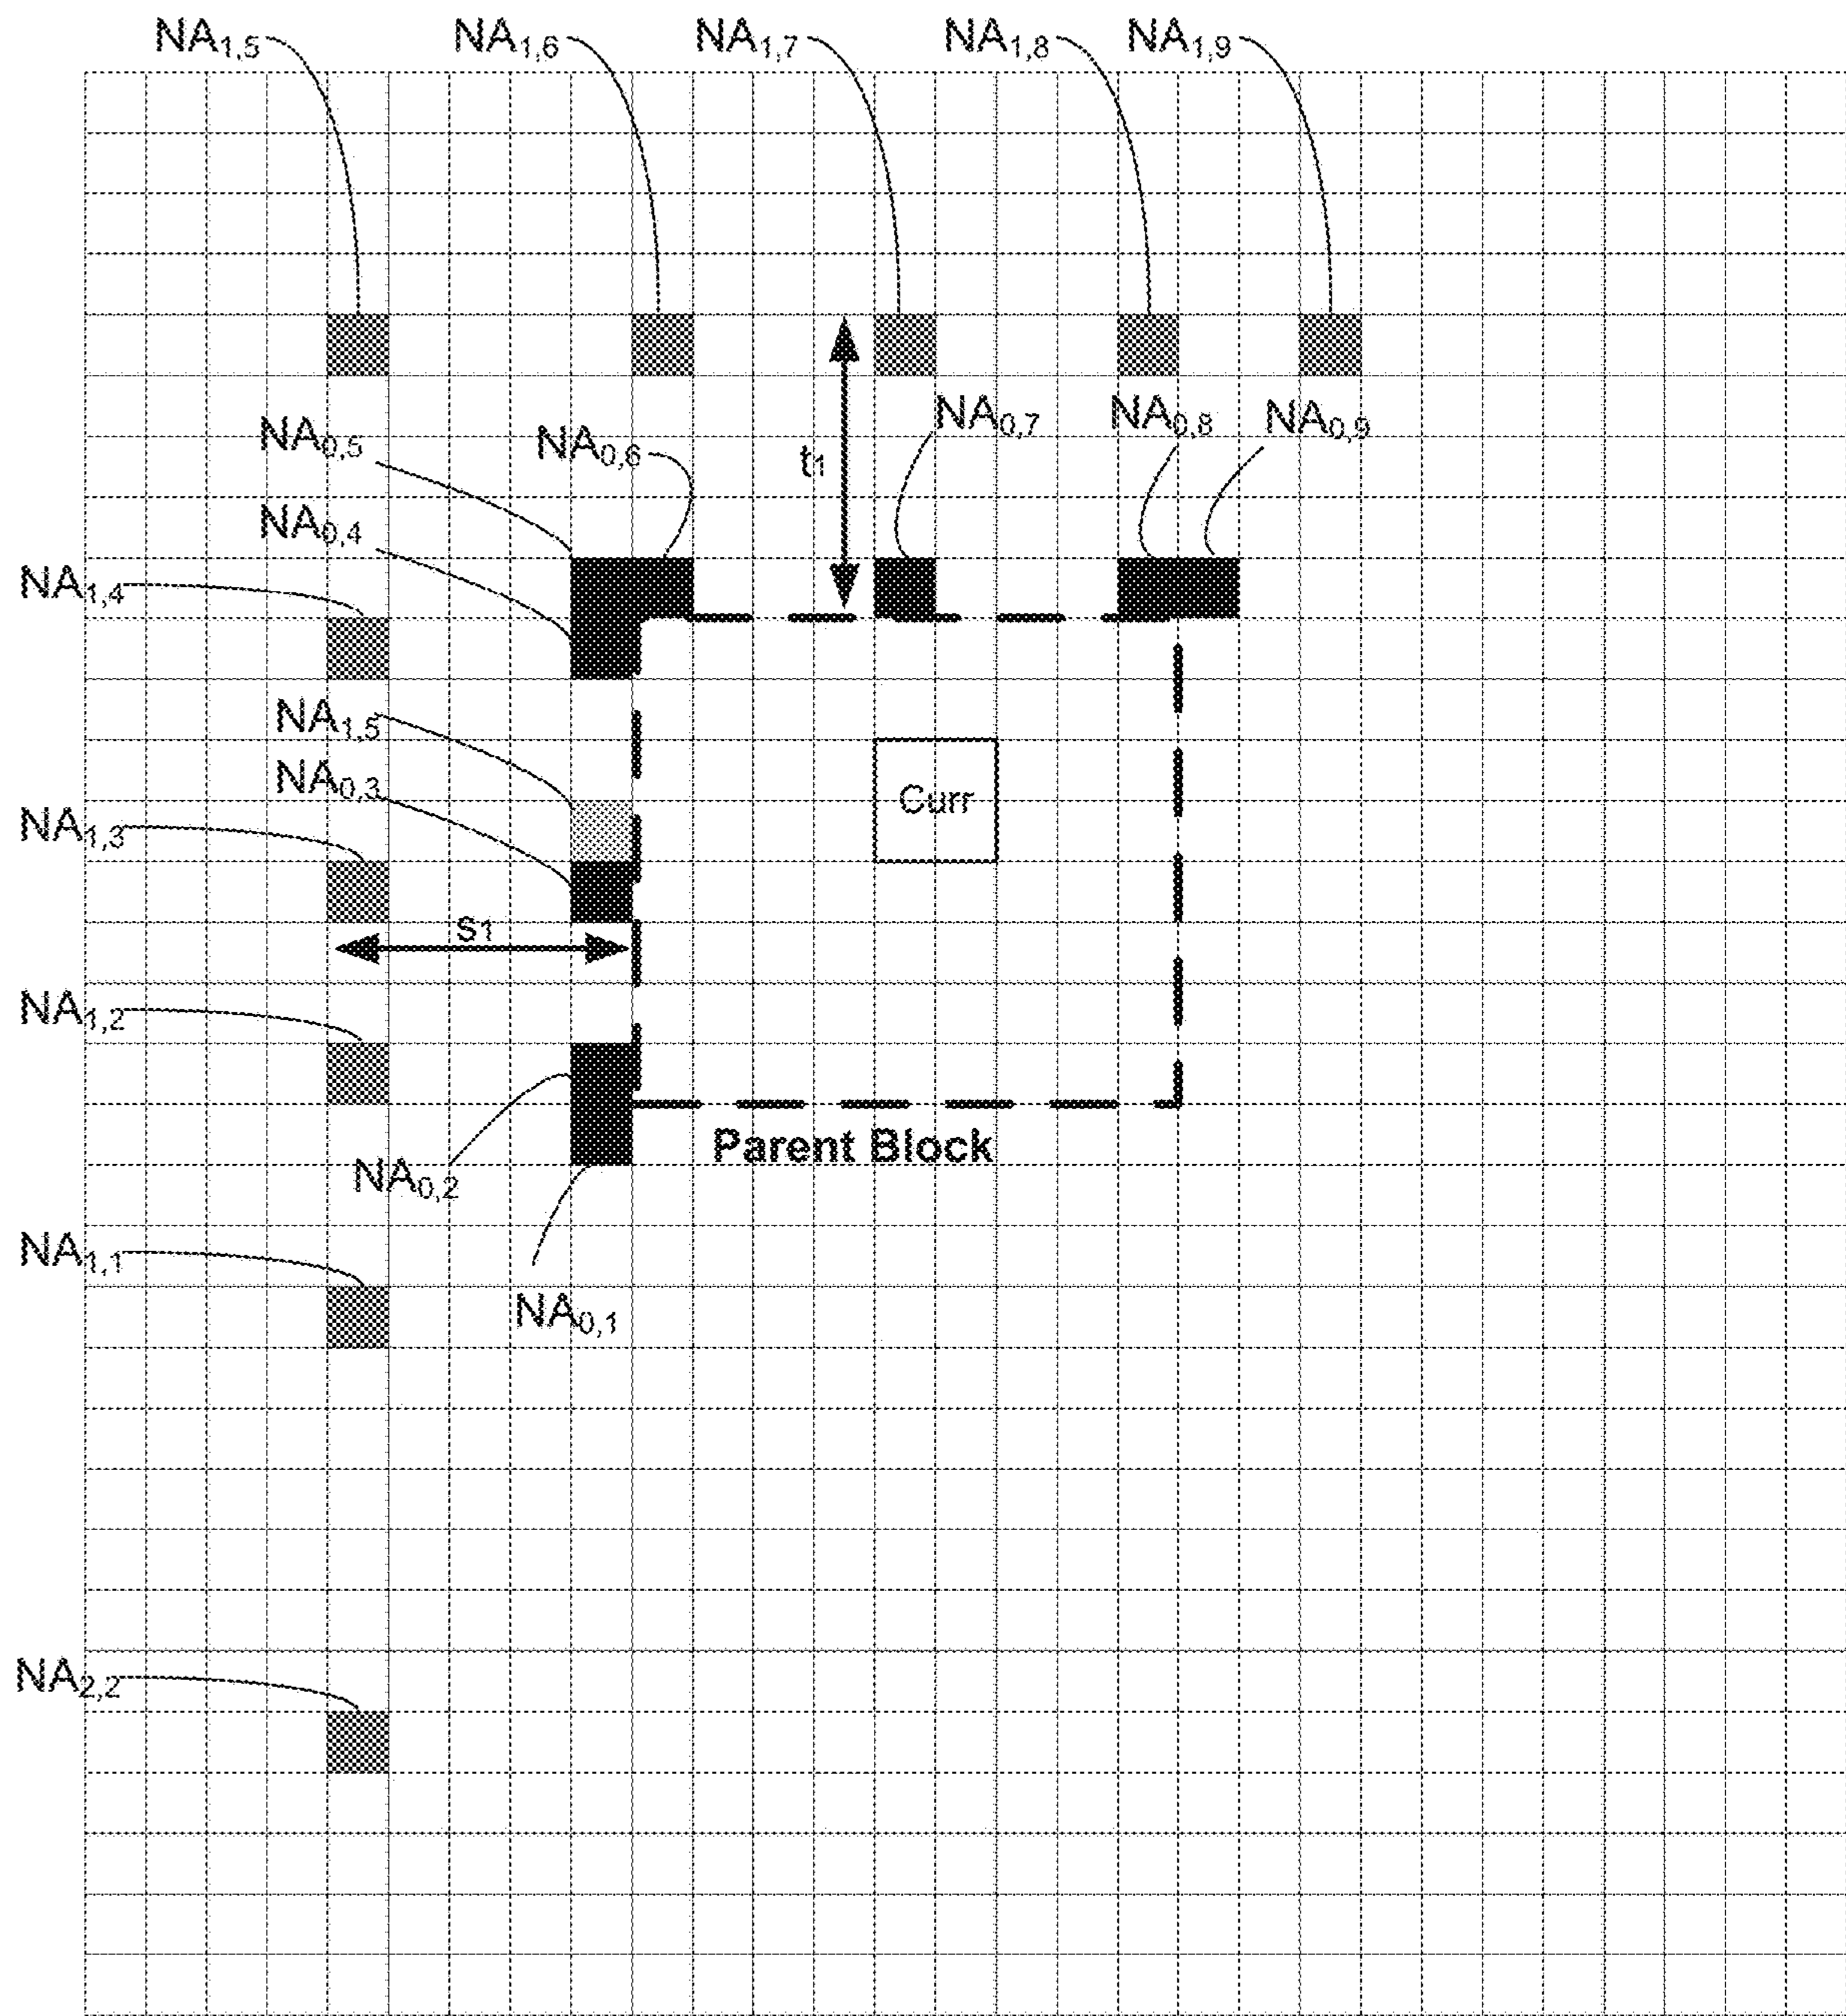 NA1,5 NA1,6 NA1,7 NA1,8 NA1,9
NA0,5 NA0,6 t1 NA0,7 NA0,8 NA0,9
NA0,4
NA1,4
NA1,5
NA0,3 Curr
NA1,3
s1
NA1,2
Parent Block
NA0,2
NA1,1
NA0,1
NA2,2